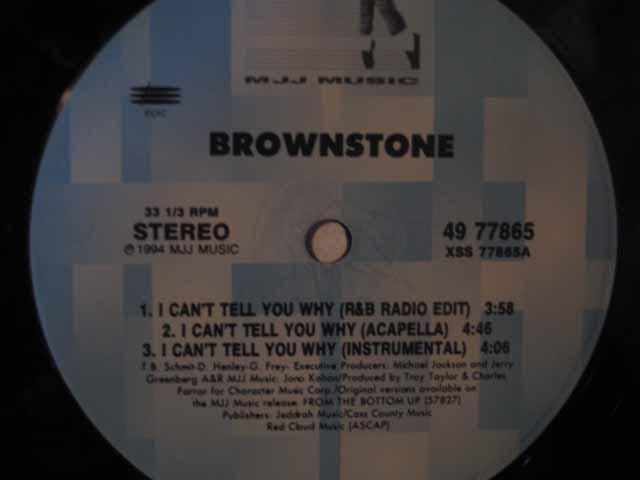 MJJ MUSIC
EPIC
BROWNSTONE
33 1/3 RPM
STEREO
℗ 1994 MJJ MUSIC
49 77865
XSS 77865A
1. I CAN'T TELL YOU WHY (R&B RADIO EDIT) 3:58
2. I CAN'T TELL YOU WHY (ACAPELLA) 4:46
3. I CAN'T TELL YOU WHY (INSTRUMENTAL) 4:06
T.B. Schmit-D. Henley-G. Frey- Executive Producers: Michael Jackson and Jerry
Greenberg A&R MJJ Music: Jono Kohan/Produced by Troy Taylor & Charles
Farrar for Character Music Corp./Original versions available on
the MJJ Music release: FROM THE BOTTOM UP (57827)
Publishers: Jeddrah Music/Cass County Music
Red Cloud Music (ASCAP)